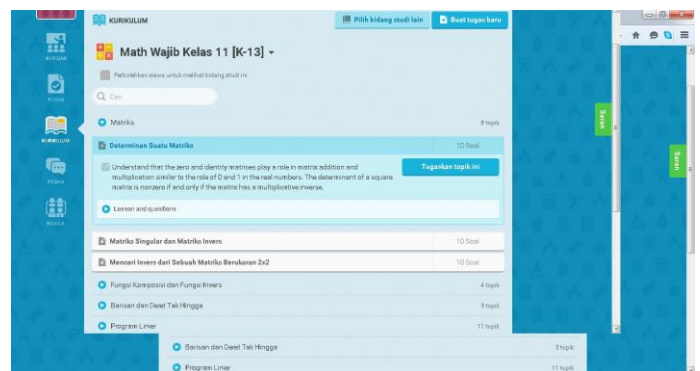 KURIKULUM
Pilih bidang studi lain
Buat tugas baru
Math Wajib Kelas 11 [K-13]
Perbolehkan siswa untuk melihat bidang studi ini
Cari
Matriks
8 topik
Determinan Suatu Matriks
10 Soal
Understand that the zero and identity matrices play a role in matrix addition and
multiplication similar to the role of 0 and 1 in the real numbers. The determinant of a square
matrix is nonzero if and only if the matrix has a multiplicative inverse.
Tugaskan topik ini
Lesson and questions
Matriks Singular dan Matriks Invers
10 Soal
Mencari Invers dari Sebuah Matriks Berukuran 2x2
10 Soal
Fungsi Komposisi dan Fungsi Invers
4 topik
Barisan dan Deret Tak Hingga
3 topik
Program Linier
11 topik
Barisan dan Deret Tak Hingga
3 topik
Program Linier
11 topik
TUGAS
KURIKULUM
PESAN
KELOLA
Saran
Saran